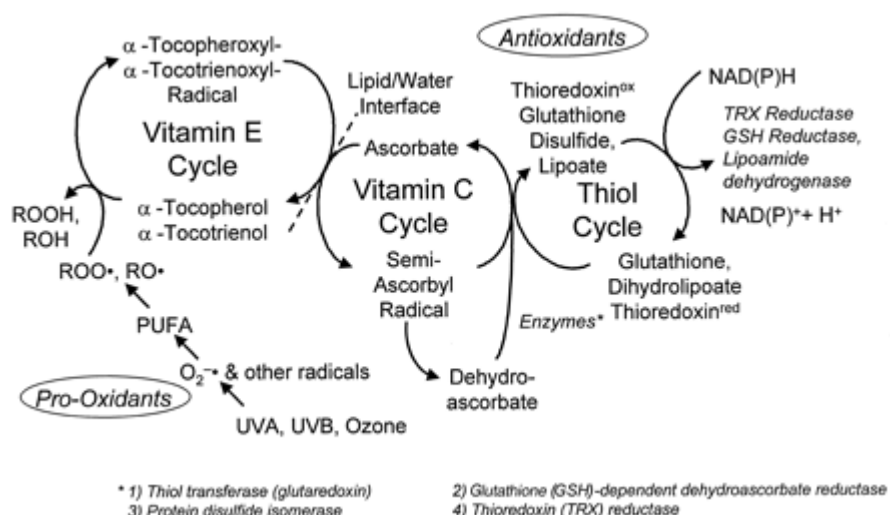 Antioxidants
α -Tocopheroxyl-
α -Tocotrienoxyl-
Radical
Vitamin E
Cycle
ROOH,
ROH
α -Tocopherol
α -Tocotrienol
ROO•, RO•
PUFA
O₂⁻• & other radicals
Pro-Oxidants
UVA, UVB, Ozone
Lipid/Water
Interface
Ascorbate
Vitamin C
Cycle
Semi-
Ascorbyl
Radical
Dehydro-
ascorbate
Enzymes*
Thioredoxinᵒˣ
Glutathione
Disulfide,
Lipoate
Thiol
Cycle
Glutathione,
Dihydrolipoate
Thioredoxinʳᵉᵈ
NAD(P)H
TRX Reductase
GSH Reductase,
Lipoamide
dehydrogenase
NAD(P)⁺+ H⁺
* 1) Thiol transferase (glutaredoxin)
2) Glutathione (GSH)-dependent dehydroascorbate reductase
3) Protein disulfide isomerase
4) Thioredoxin (TRX) reductase